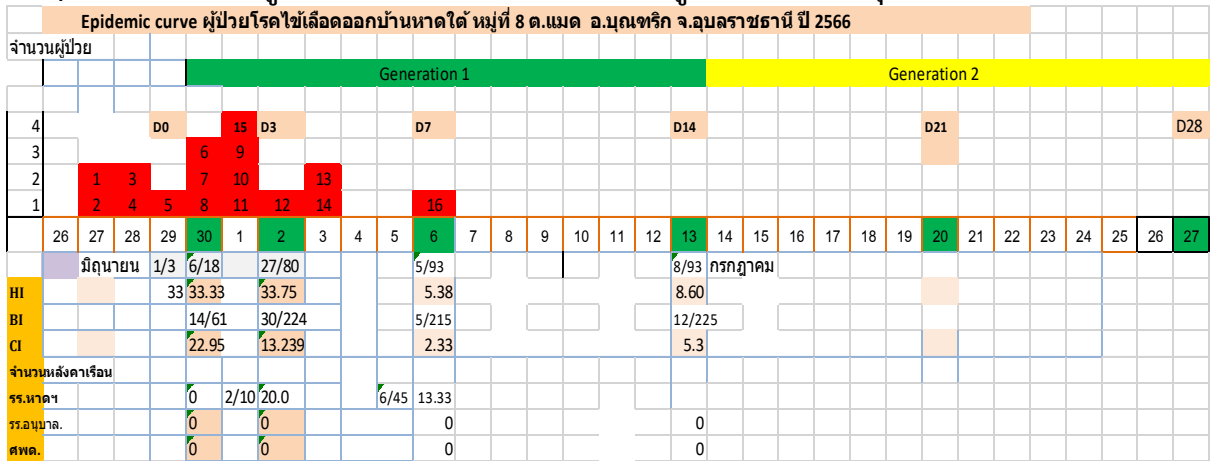 Epidemic curve ผู้ป่วยโรคไข้เลือดออกบ้านหาดใต้ หมู่ที่ 8 ต.แมด อ.บุณฑริก จ.อุบลราชธานี ปี 2566
จำนวนผู้ป่วย
Generation 1 Generation 2
4 D0 15 D3 D7 D14 D21 D28
3 6 9
2 1 3 7 10 13
1 2 4 5 8 11 12 14 16
26 27 28 29 30 1 2 3 4 5 6 7 8 9 10 11 12 13 14 15 16 17 18 19 20 21 22 23 24 25 26 27
มิถุนายน 1/3 6/18 27/80 5/93 8/93 กรกฎาคม
HI 33 33.33 33.75 5.38 8.60
BI 14/61 30/224 5/215 12/225
CI 22.95 13.239 2.33 5.3
จำนวนหลังคาเรือน
รร.หาดฯ 0 2/10 20.0 6/45 13.33
รร.อนุบาล. 0 0 0 0
ศพด. 0 0 0 0